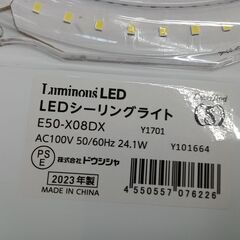 Luminous LED
LEDシーリングライト
E50-X08DX Y1701
AC100V 50/60Hz 24.1W Y101664
PS
E
株式会社ドウシシャ
2023年製
MADE IN CHINA
4550557076226